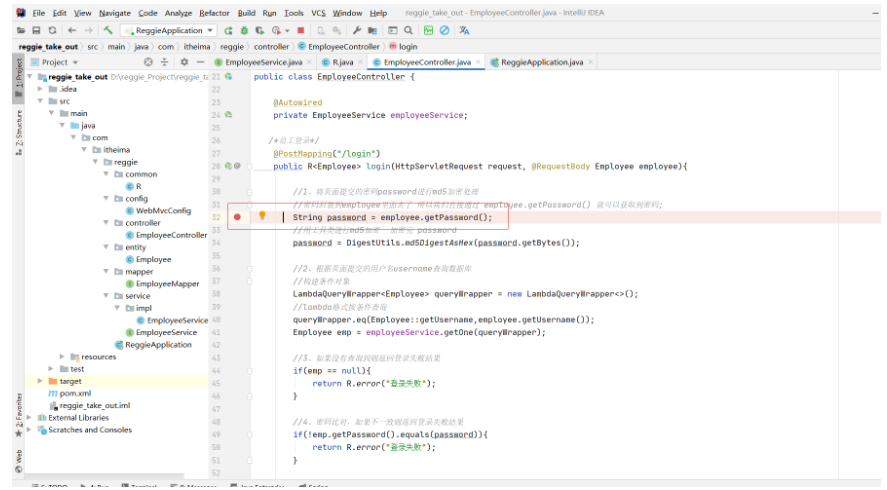 File Edit View Navigate Code Analyze Refactor Build Run Tools VCS Window Help reggie_take_out - EmployeeController.java - IntelliJ IDEA
ReggieApplication
reggie_take_out src main java com itheima reggie controller EmployeeController login
Project EmployeeService.java R.java EmployeeController.java ReggieApplication.java
1: Project
Z: Structure
2: Favorites
Web
reggie_take_out D:\reggie_Project\reggie_ta
.idea
src
main
java
com
itheima
reggie
common
R
config
WebMvcConfig
controller
EmployeeController
entity
Employee
mapper
EmployeeMapper
service
impl
EmployeeService
EmployeeService
ReggieApplication
resources
test
target
pom.xml
reggie_take_out.iml
External Libraries
Scratches and Consoles
21 public class EmployeeController {
22
23 @Autowired
24 private EmployeeService employeeService;
25
26 /*员工登录*/
27 @PostMapping("/login")
28 public R<Employee> login(HttpServletRequest request, @RequestBody Employee employee){
29
30 //1、将页面提交的密码password进行md5加密处理
31 //密码封装到employee里面去了 所以我们直接通过 employee.getPassword() 就可以获取到密码;
32 String password = employee.getPassword();
33 //用工具类进行md5加密 加密完 password
34 password = DigestUtils.md5DigestAsHex(password.getBytes());
35
36 //2、根据页面提交的用户名username查询数据库
37 //构建条件对象
38 LambdaQueryWrapper<Employee> queryWrapper = new LambdaQueryWrapper<>();
39 //lambda格式按条件查询
40 queryWrapper.eq(Employee::getUsername,employee.getUsername());
41 Employee emp = employeeService.getOne(queryWrapper);
42
43 //3、如果没有查询到则返回登录失败结果
44 if(emp == null){
45 return R.error("登录失败");
46 }
47
48 //4、密码比对，如果不一致则返回登录失败结果
49 if(!emp.getPassword().equals(password)){
50 return R.error("登录失败");
51 }
52